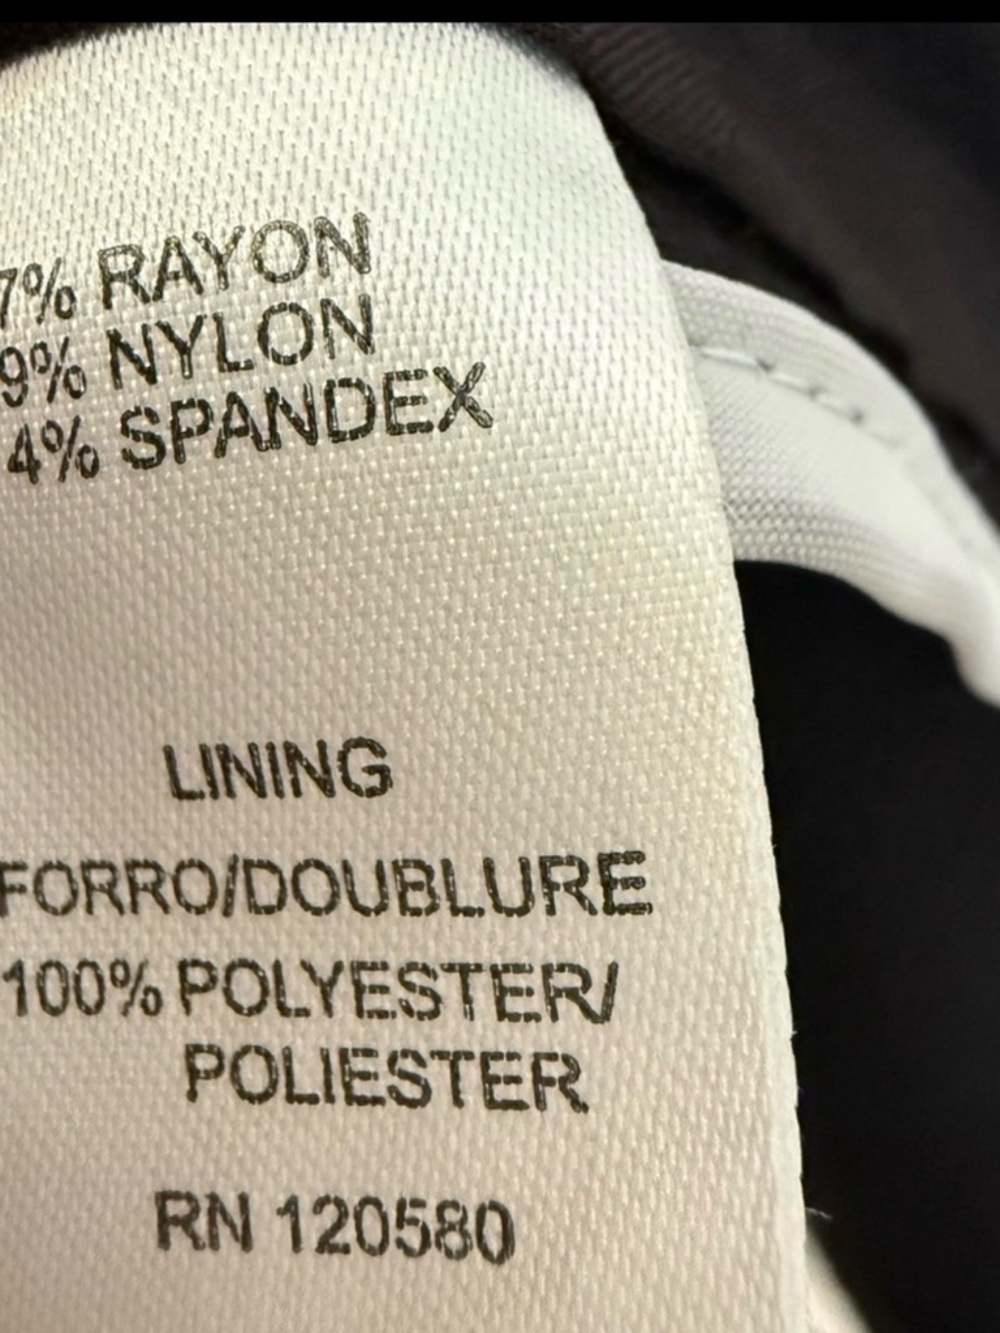 7% RAYON
9% NYLON
4% SPANDEX
LINING
FORRO/DOUBLURE
100% POLYESTER/
POLIESTER
RN 120580